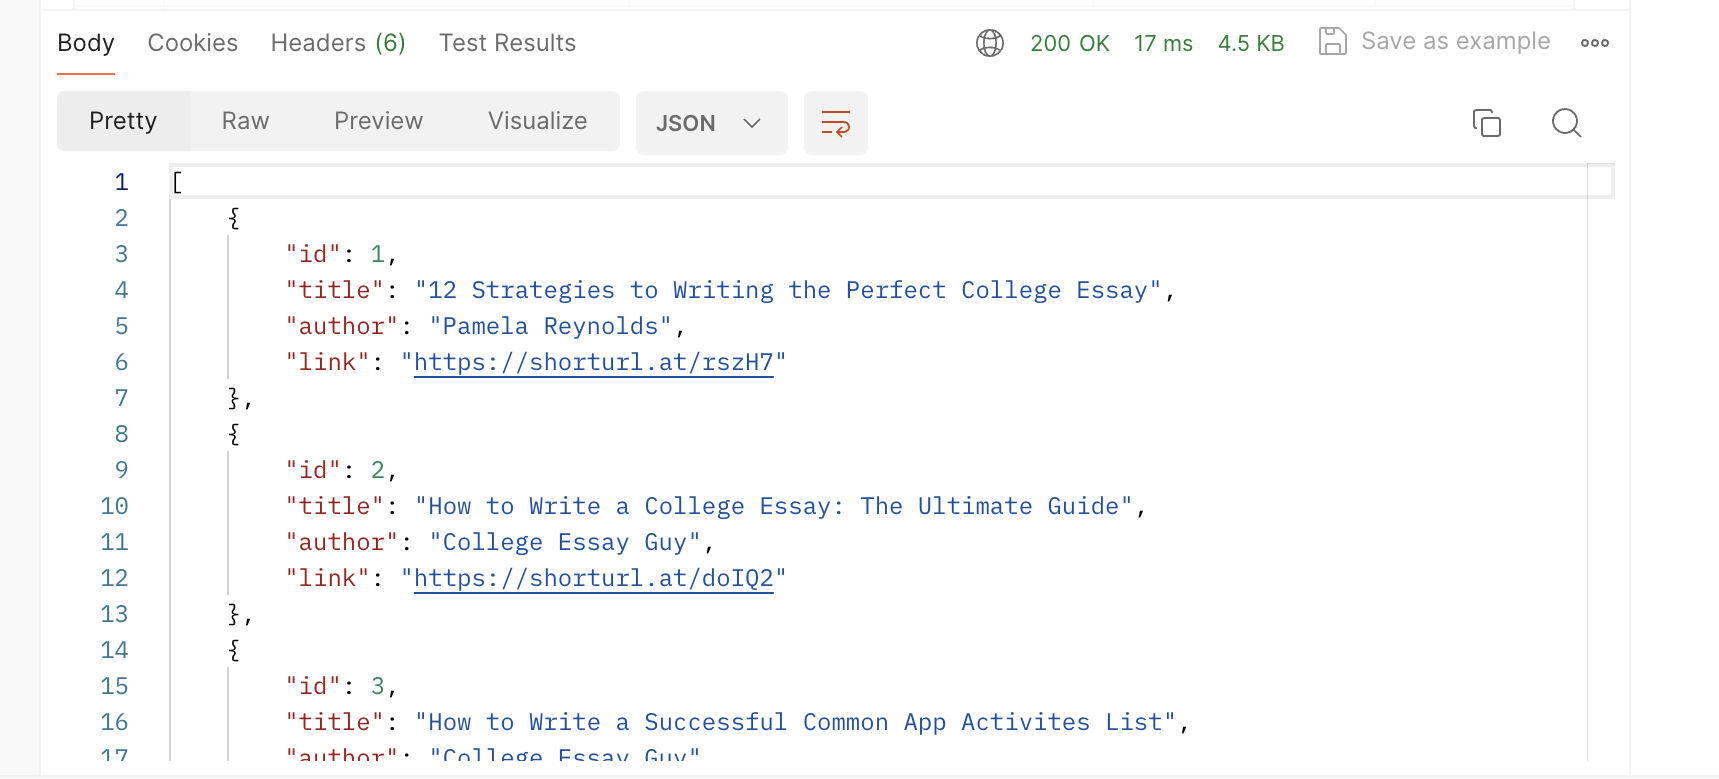 Body Cookies Headers (6) Test Results 200 OK 17 ms 4.5 KB Save as example
Pretty Raw Preview Visualize JSON
1 [
2 {
3 "id": 1,
4 "title": "12 Strategies to Writing the Perfect College Essay",
5 "author": "Pamela Reynolds",
6 "link": "https://shorturl.at/rszH7"
7 },
8 {
9 "id": 2,
10 "title": "How to Write a College Essay: The Ultimate Guide",
11 "author": "College Essay Guy",
12 "link": "https://shorturl.at/doIQ2"
13 },
14 {
15 "id": 3,
16 "title": "How to Write a Successful Common App Activites List",
17 "author": "College Essay Guy"